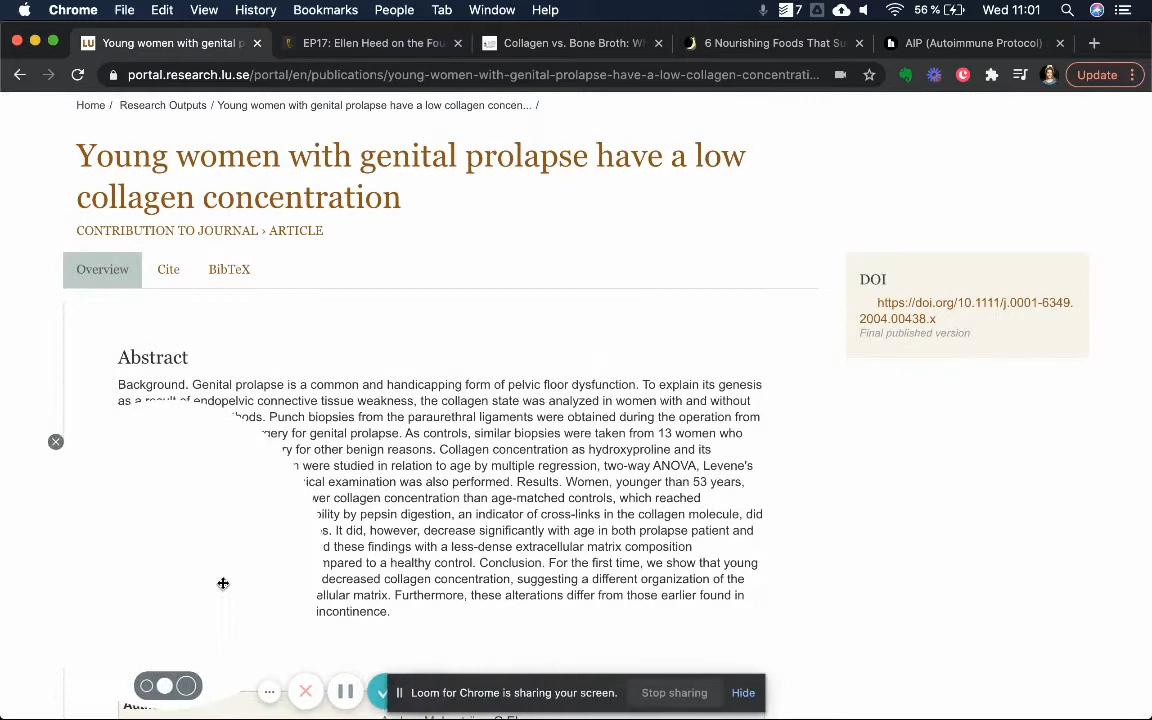 Chrome File Edit View History Bookmarks People Tab Window Help 7 56 % Wed 11:01
Young women with genital p EP17: Ellen Heed on the Fou Collagen vs. Bone Broth: W 6 Nourishing Foods That Su AIP (Autoimmune Protocol)
portal.research.lu.se/portal/en/publications/young-women-with-genital-prolapse-have-a-low-collagen-concentrati... Update
Home / Research Outputs / Young women with genital prolapse have a low collagen concen... /
Young women with genital prolapse have a low
collagen concentration
CONTRIBUTION TO JOURNAL › ARTICLE
Overview Cite BibTeX
DOI
https://doi.org/10.1111/j.0001-6349.
2004.00438.x
Final published version
Abstract
Background. Genital prolapse is a common and handicapping form of pelvic floor dysfunction. To explain its genesis
as a result of endopelvic connective tissue weakness, the collagen state was analyzed in women with and without
hods. Punch biopsies from the paraurethral ligaments were obtained during the operation from
gery for genital prolapse. As controls, similar biopsies were taken from 13 women who
ry for other benign reasons. Collagen concentration as hydroxyproline and its
n were studied in relation to age by multiple regression, two-way ANOVA, Levene's
ical examination was also performed. Results. Women, younger than 53 years,
wer collagen concentration than age-matched controls, which reached
bility by pepsin digestion, an indicator of cross-links in the collagen molecule, did
os. It did, however, decrease significantly with age in both prolapse patient and
d these findings with a less-dense extracellular matrix composition
mpared to a healthy control. Conclusion. For the first time, we show that young
decreased collagen concentration, suggesting a different organization of the
ellular matrix. Furthermore, these alterations differ from those earlier found in
incontinence.
Loom for Chrome is sharing your screen. Stop sharing Hide